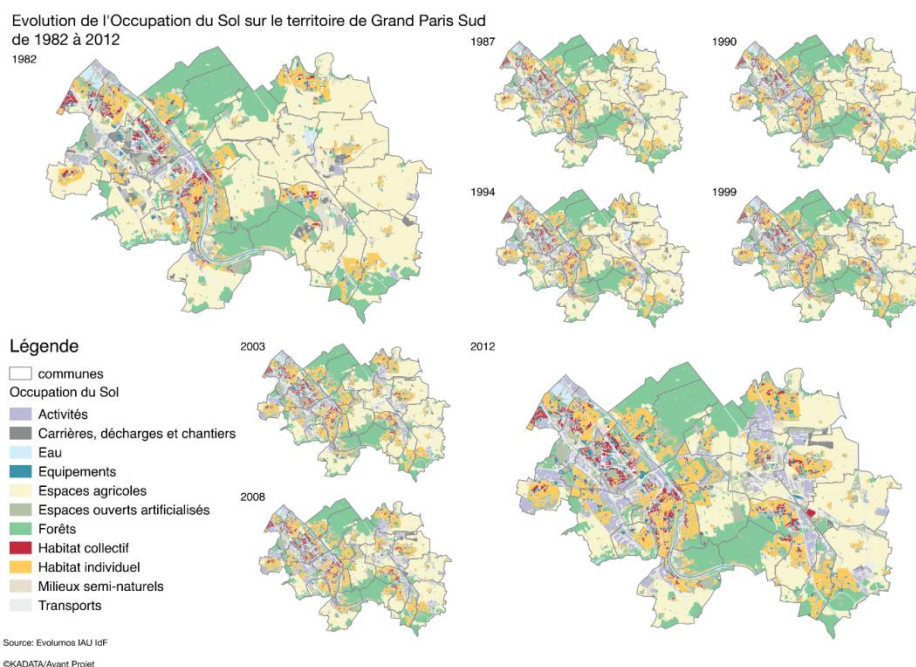 Evolution de l'Occupation du Sol sur le territoire de Grand Paris Sud
de 1982 à 2012
1982
1987
1990
1994
1999
2003
2012
2008
Légende
communes
Occupation du Sol
Activités
Carrières, décharges et chantiers
Eau
Equipements
Espaces agricoles
Espaces ouverts artificialisés
Forêts
Habitat collectif
Habitat individuel
Milieux semi-naturels
Transports
Source: Evolumos IAU IdF
©KADATA/Avant Projet